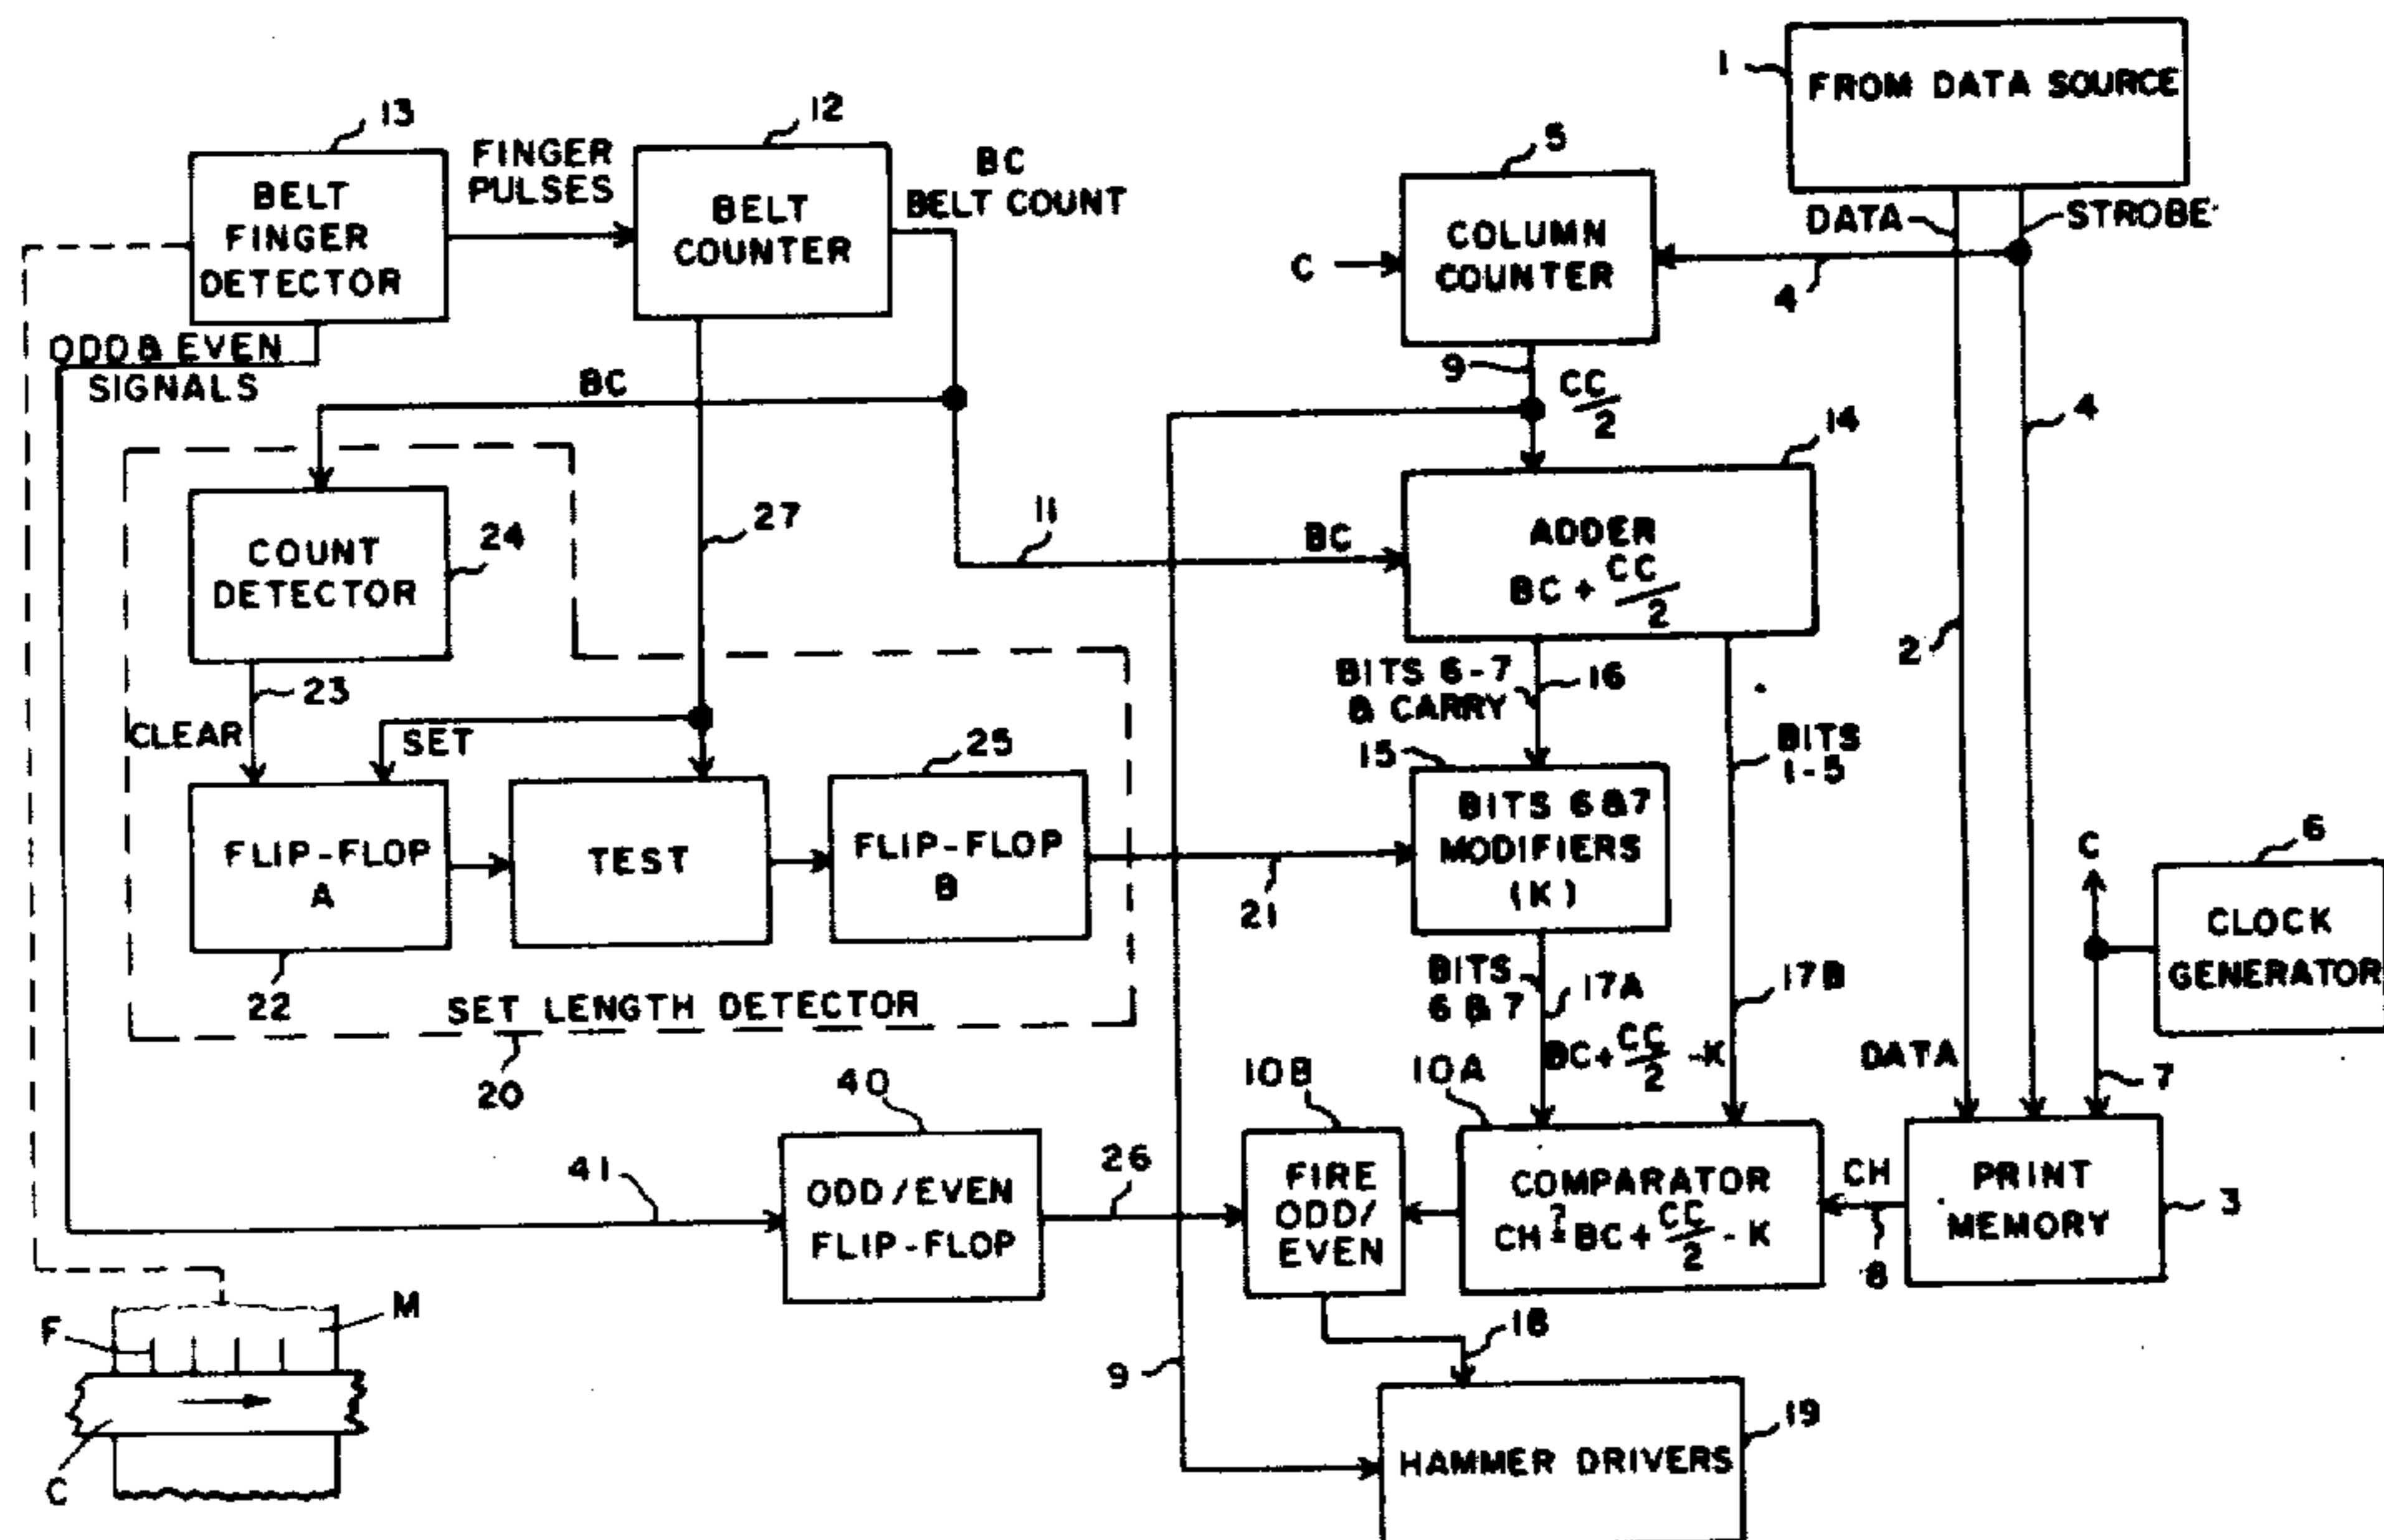 1
FROM DATA SOURCE
DATA
STROBE
4
13
BELT
FINGER
DETECTOR
FINGER
PULSES
12
BELT
COUNTER
BC
BELT COUNT
5
COLUMN
COUNTER
C
9
CC/2
ODD & EVEN
SIGNALS
BC
24
COUNT
DETECTOR
27
11
BC
14
ADDER
BC + CC/2
2
4
23
CLEAR
SET
BITS 6-7
& CARRY
16
BITS
1-5
15
BITS 6&7
MODIFIERS
(K)
25
FLIP-FLOP
A
TEST
FLIP-FLOP
B
21
22
SET LENGTH DETECTOR
20
BITS
6 & 7
17A
17B
BC+ CC/2 -K
C
6
CLOCK
GENERATOR
DATA
7
40
ODD/EVEN
FLIP-FLOP
41
26
10B
FIRE
ODD/
EVEN
10A
COMPARATOR
CH ?= BC+ CC/2 -K
CH
8
PRINT
MEMORY
3
18
9
19
HAMMER DRIVERS
F
M
C